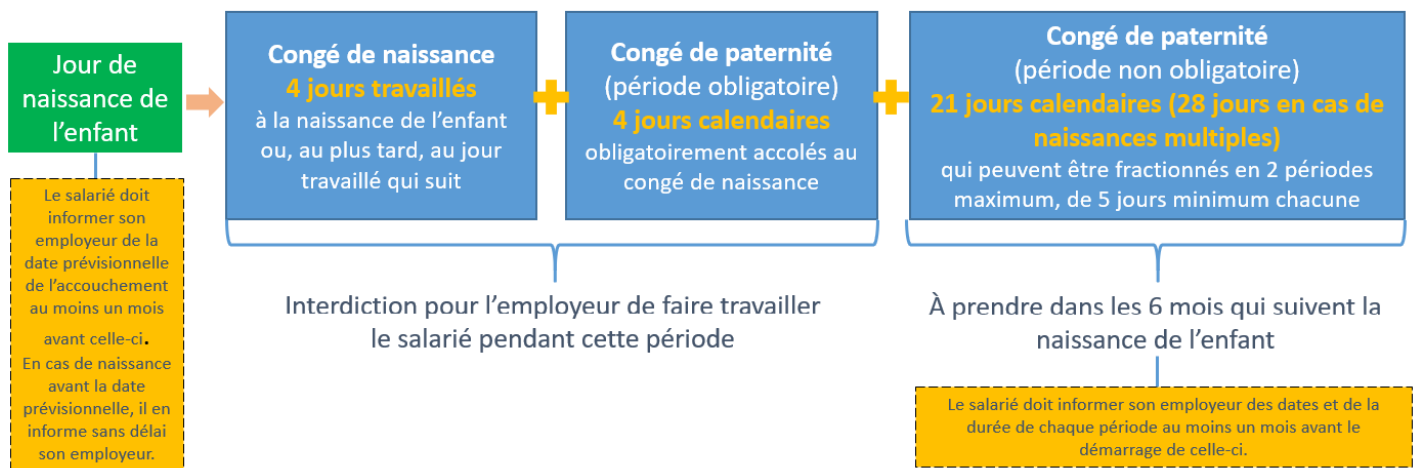 Jour de
naissance de
l’enfant
Le salarié doit
informer son
employeur de la
date prévisionnelle
de l’accouchement
au moins un mois
avant celle-ci.
En cas de naissance
avant la date
prévisionnelle, il en
informe sans délai
son employeur.
Congé de naissance
4 jours travaillés
à la naissance de l’enfant
ou, au plus tard, au jour
travaillé qui suit
Congé de paternité
(période obligatoire)
4 jours calendaires
obligatoirement accolés au
congé de naissance
Interdiction pour l’employeur de faire travailler
le salarié pendant cette période
Congé de paternité
(période non obligatoire)
21 jours calendaires (28 jours en cas de
naissances multiples)
qui peuvent être fractionnés en 2 périodes
maximum, de 5 jours minimum chacune
À prendre dans les 6 mois qui suivent la
naissance de l’enfant
Le salarié doit informer son employeur des dates et de la
durée de chaque période au moins un mois avant le
démarrage de celle-ci.